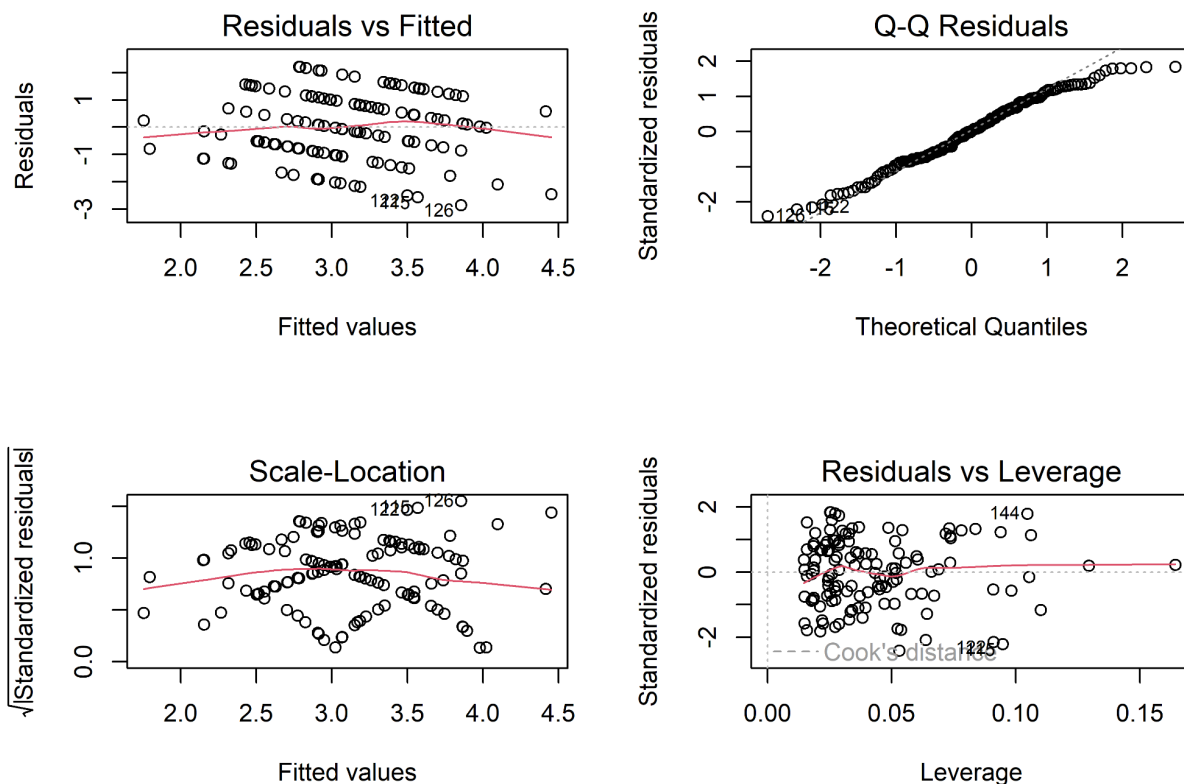 Residuals vs Fitted
Residuals
1
-1
-3
126
2.0 2.5 3.0 3.5 4.0 4.5
Fitted values
Q-Q Residuals
Standardized residuals
2
0
-2
126
-2 -1 0 1 2
Theoretical Quantiles
Scale-Location
√|Standardized residuals|
1.0
0.0
126
2.0 2.5 3.0 3.5 4.0 4.5
Fitted values
Residuals vs Leverage
Standardized residuals
2
0
-2
144
Cook's distance
0.00 0.05 0.10 0.15
Leverage